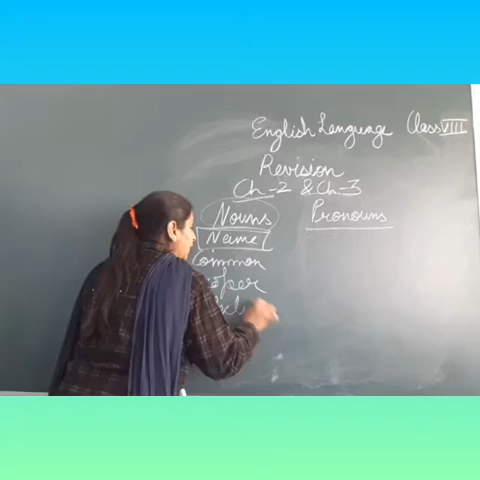 English Language Class VIII
Revision
Ch-2 & Ch-3
Nouns Pronouns
Name
Common